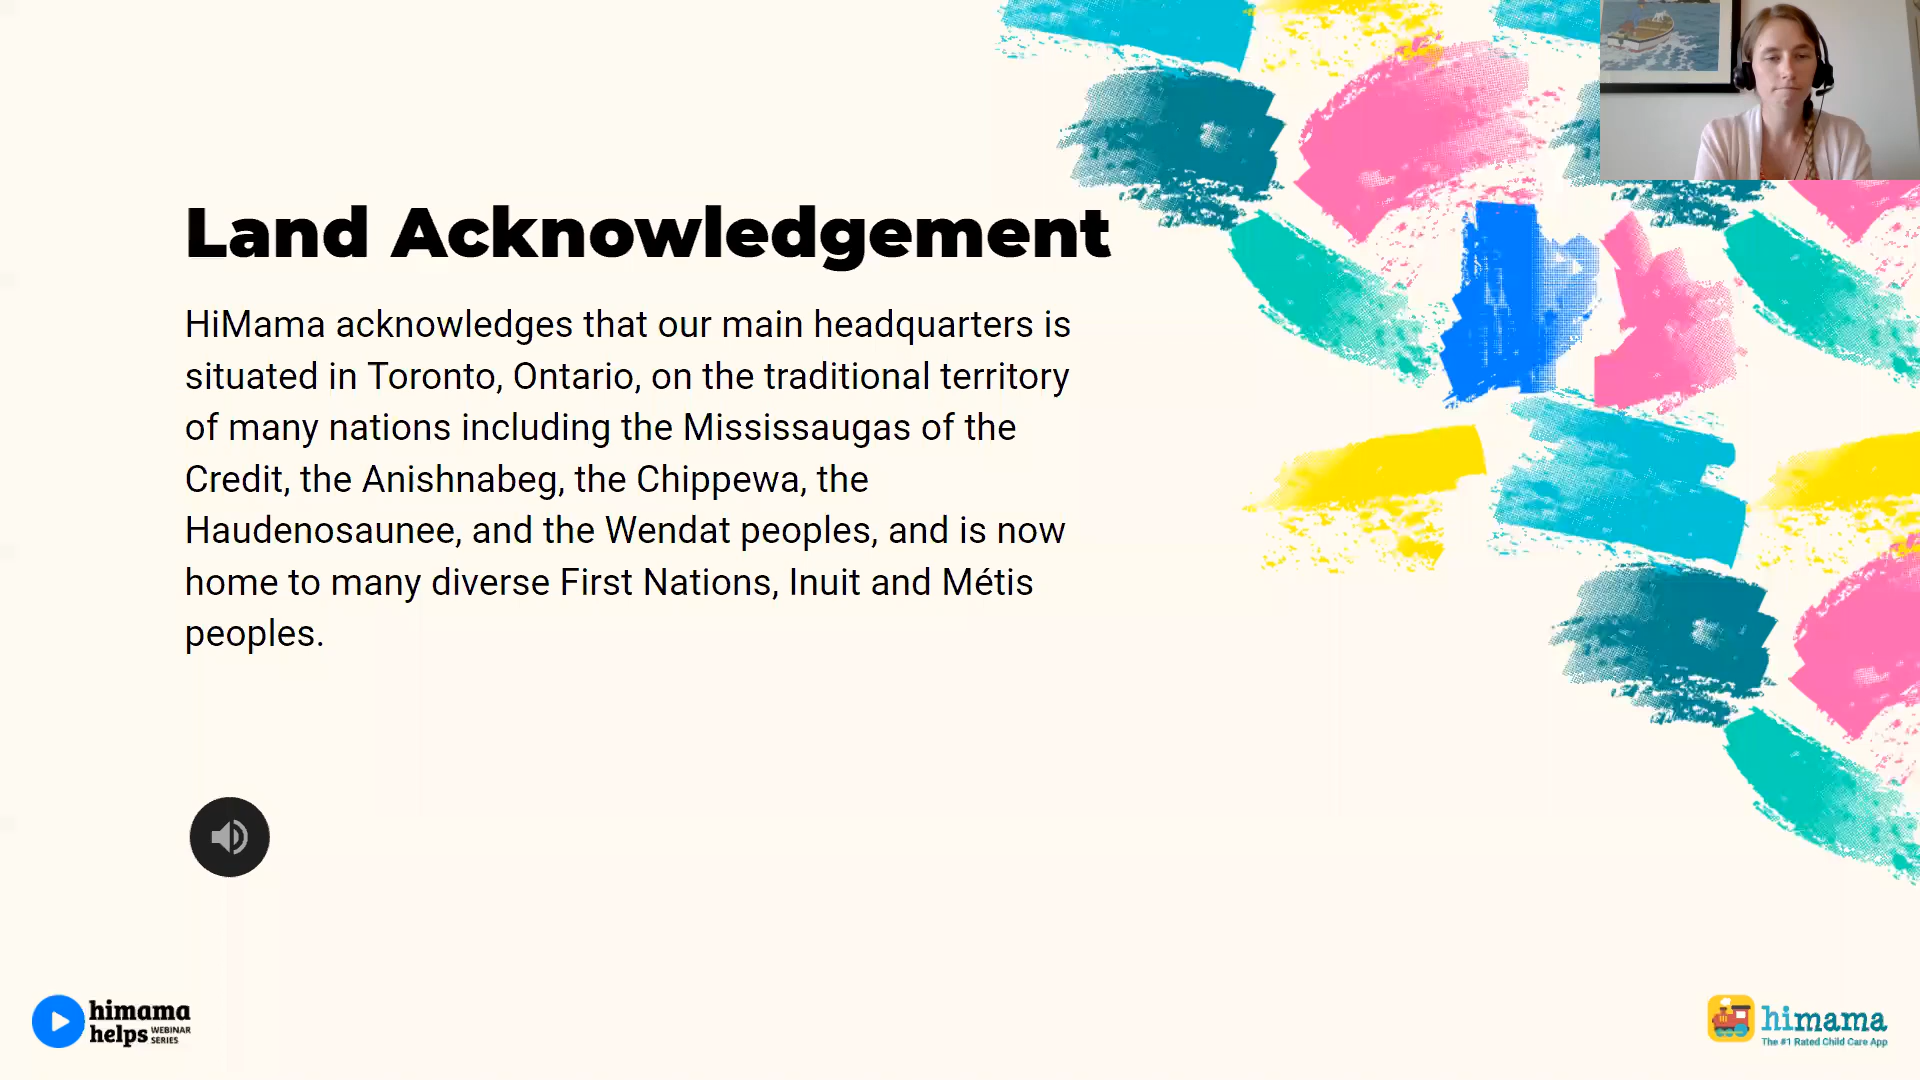 Land Acknowledgement
HiMama acknowledges that our main headquarters is
situated in Toronto, Ontario, on the traditional territory
of many nations including the Mississaugas of the
Credit, the Anishnabeg, the Chippewa, the
Haudenosaunee, and the Wendat peoples, and is now
home to many diverse First Nations, Inuit and Métis
peoples.
himama
helps WEBINAR SERIES
himama
The #1 Rated Child Care App